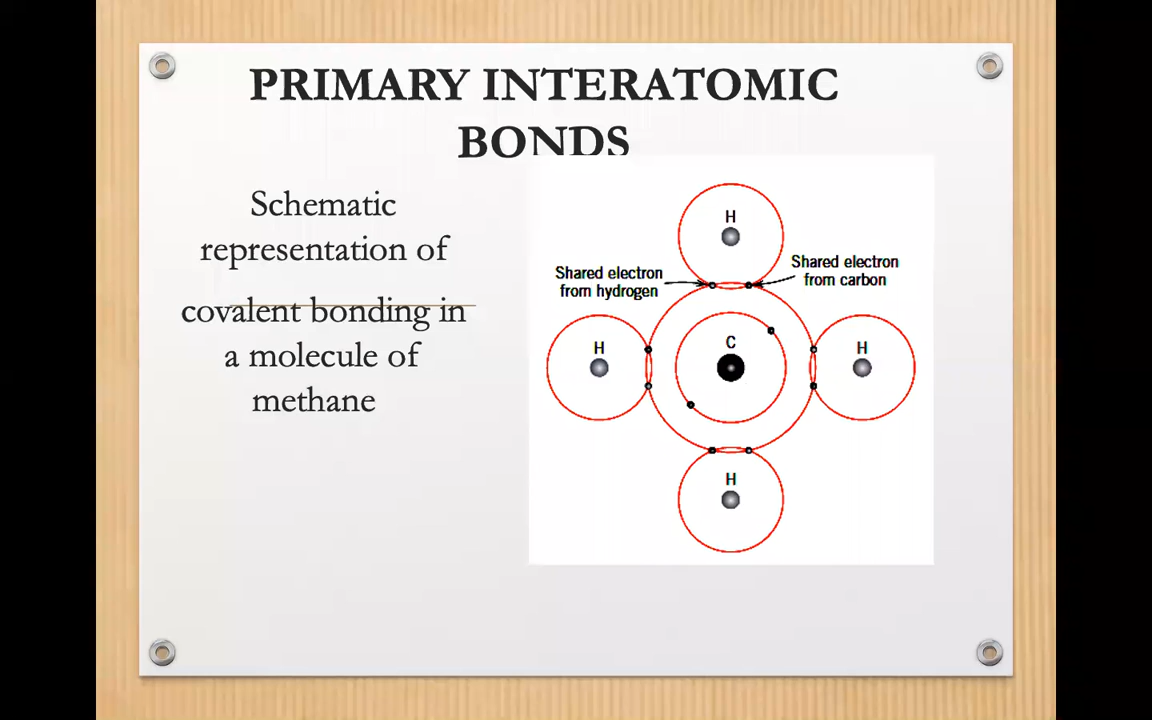 PRIMARY INTERATOMIC
BONDS
Schematic
representation of
covalent bonding in
a molecule of
methane
H
Shared electron
from hydrogen
Shared electron
from carbon
H
C
H
H